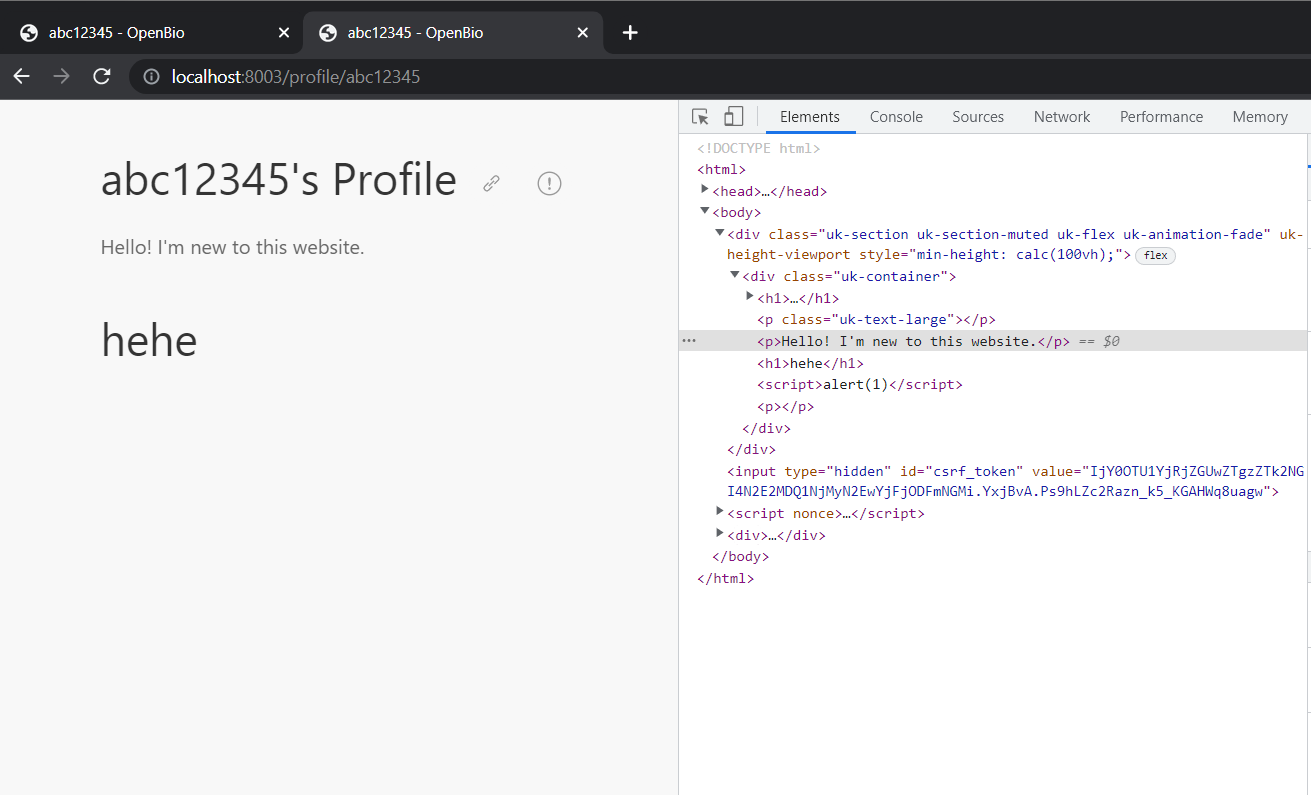 abc12345 - OpenBio
abc12345 - OpenBio
localhost:8003/profile/abc12345
abc12345's Profile
Hello! I'm new to this website.
hehe
Elements Console Sources Network Performance Memory
<!DOCTYPE html>
<html>
<head>…</head>
<body>
<div class="uk-section uk-section-muted uk-flex uk-animation-fade" uk-
height-viewport style="min-height: calc(100vh);"> flex
<div class="uk-container">
<h1>…</h1>
<p class="uk-text-large"></p>
<p>Hello! I'm new to this website.</p> == $0
<h1>hehe</h1>
<script>alert(1)</script>
<p></p>
</div>
</div>
<input type="hidden" id="csrf_token" value="IjY0OTU1YjRjZGUwZTgzZTk2NG
I4N2E2MDQ1NjMyN2EwYjFjODFmNGMi.YxjBvA.Ps9hLZc2Razn_k5_KGAHWq8uagw">
<script nonce>…</script>
<div>…</div>
</body>
</html>